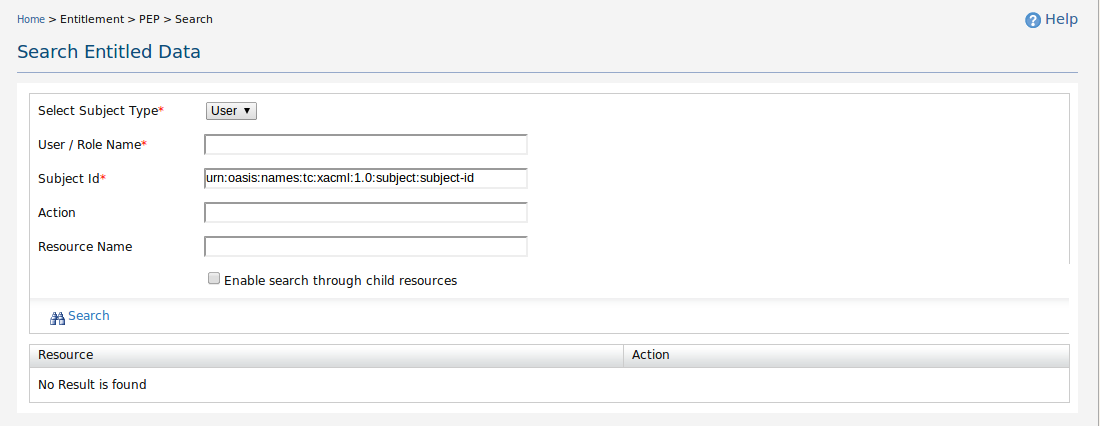 Home > Entitlement > PEP > Search
Help
Search Entitled Data
Select Subject Type* User
User / Role Name*
Subject Id* urn:oasis:names:tc:xacml:1.0:subject:subject-id
Action
Resource Name
Enable search through child resources
Search
Resource Action
No Result is found